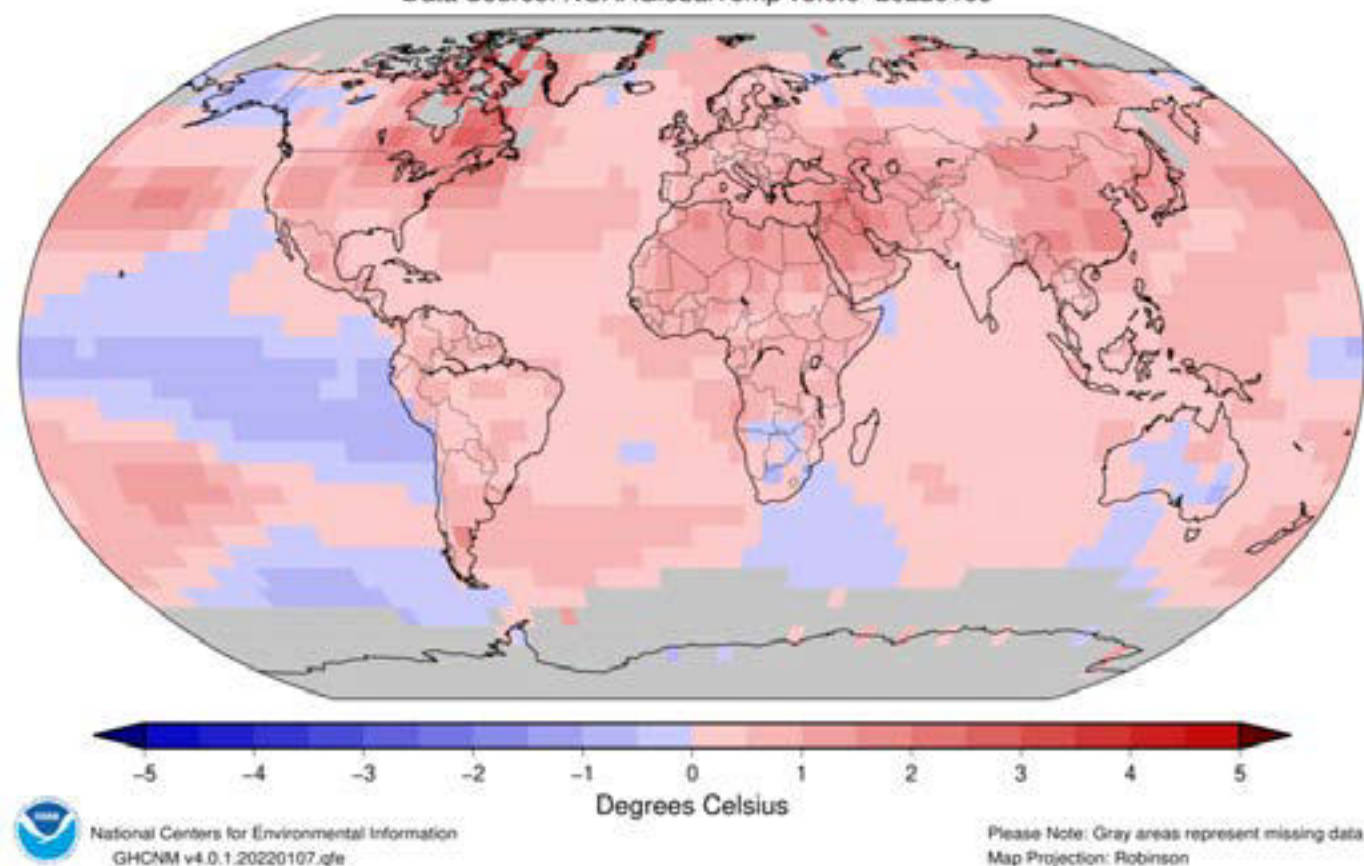 −5 −4 −3 −2 −1 0 1 2 3 4 5
Degrees Celsius
National Centers for Environmental Information
GHCNM v4.0.1.20220107.qfe
Please Note: Gray areas represent missing data
Map Projection: Robinson